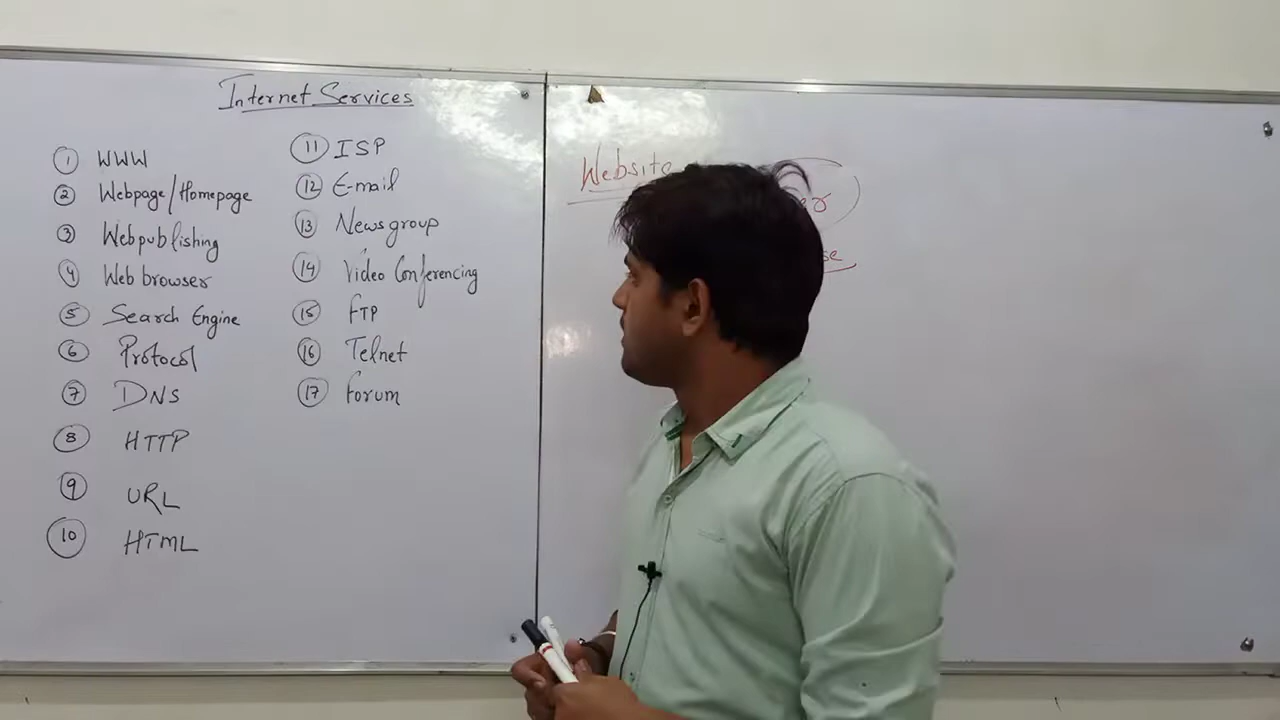 Internet Services
1 WWW
2 Webpage/Homepage
3 Webpublishing
4 Web browser
5 Search Engine
6 Protocol
7 DNS
8 HTTP
9 URL
10 HTML
11 ISP
12 E-mail
13 Newsgroup
14 Video Conferencing
15 FTP
16 Telnet
17 Forum
Website